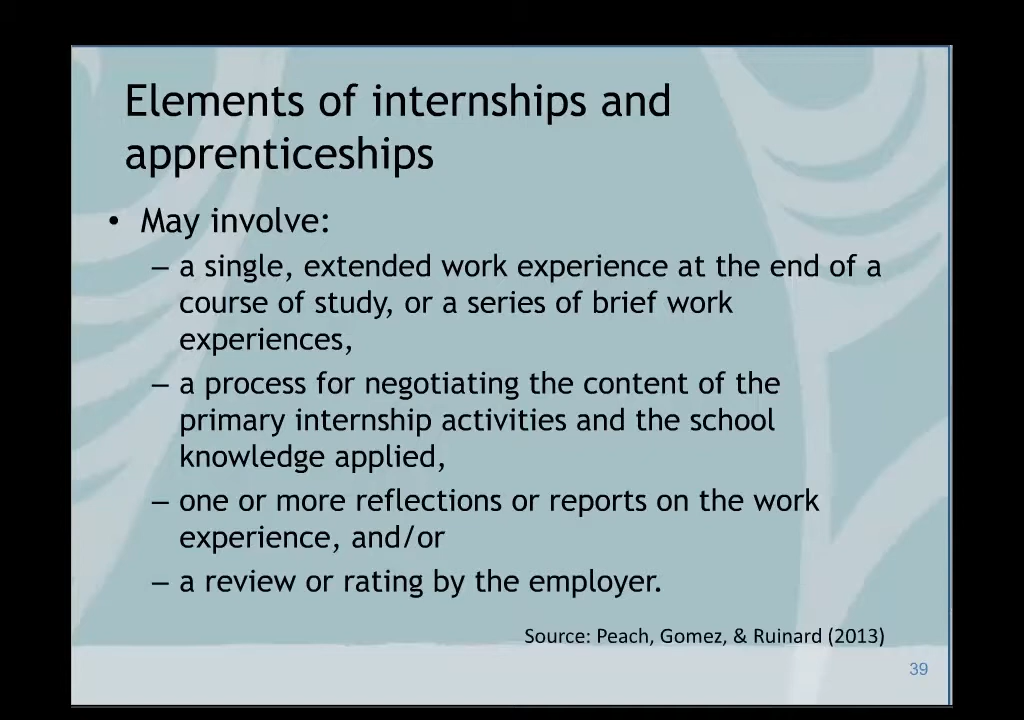 Elements of internships and
apprenticeships
• May involve:
– a single, extended work experience at the end of a
course of study, or a series of brief work
experiences,
– a process for negotiating the content of the
primary internship activities and the school
knowledge applied,
– one or more reflections or reports on the work
experience, and/or
– a review or rating by the employer.
Source: Peach, Gomez, & Ruinard (2013)
39